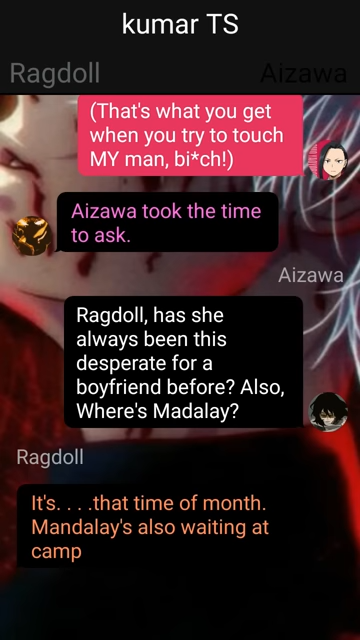 kumar TS
Ragdoll
Aizawa
(That's what you get
when you try to touch
MY man, bi*ch!)
Aizawa took the time
to ask.
Aizawa
Ragdoll, has she
always been this
desperate for a
boyfriend before? Also,
Where's Madalay?
Ragdoll
It's. . . .that time of month.
Mandalay's also waiting at
camp